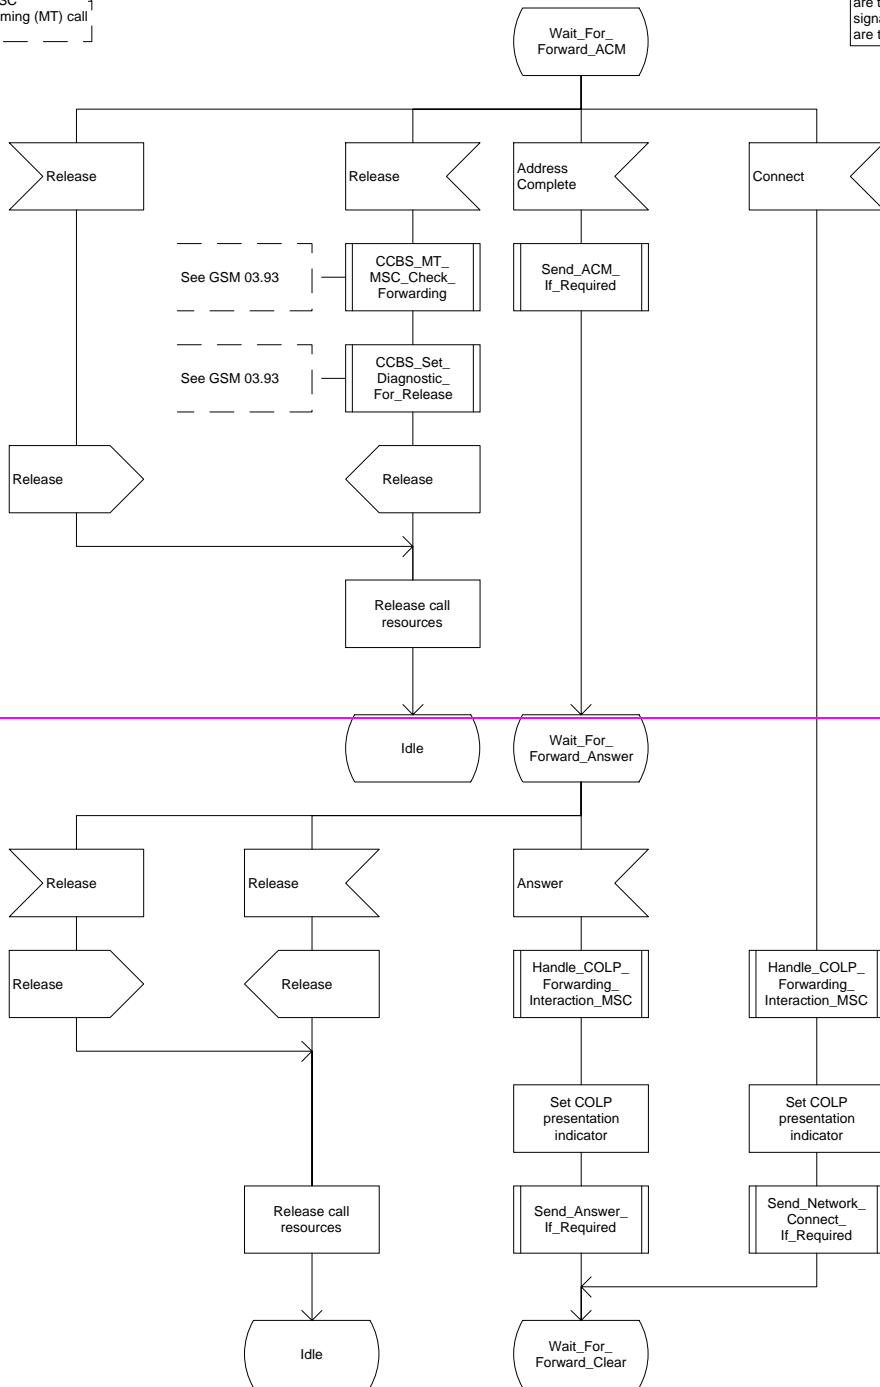 ming (MT) call
are t
signa
are t
Wait_For_
Forward_ACM
Release
Release
Address
Complete
Connect
See GSM 03.93
CCBS_MT_
MSC_Check_
Forwarding
Send_ACM_
If_Required
See GSM 03.93
CCBS_Set_
Diagnostic_
For_Release
Release
Release
Release call
resources
Idle
Wait_For_
Forward_Answer
Release
Release
Answer
Release
Release
Handle_COLP_
Forwarding_
Interaction_MSC
Handle_COLP_
Forwarding_
Interaction_MSC
Set COLP
presentation
indicator
Set COLP
presentation
indicator
Release call
resources
Send_Answer_
If_Required
Send_Network_
Connect_
If_Required
Idle
Wait_For_
Forward_Clear